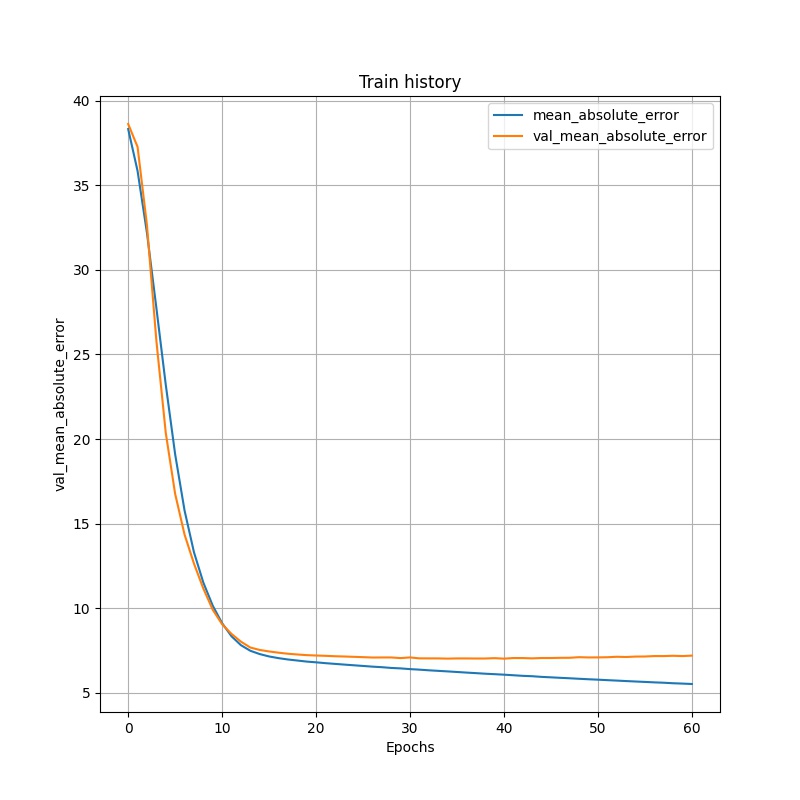 Train history
mean_absolute_error
val_mean_absolute_error
40
35
30
25
20
15
10
5
val_mean_absolute_error
0 10 20 30 40 50 60
Epochs